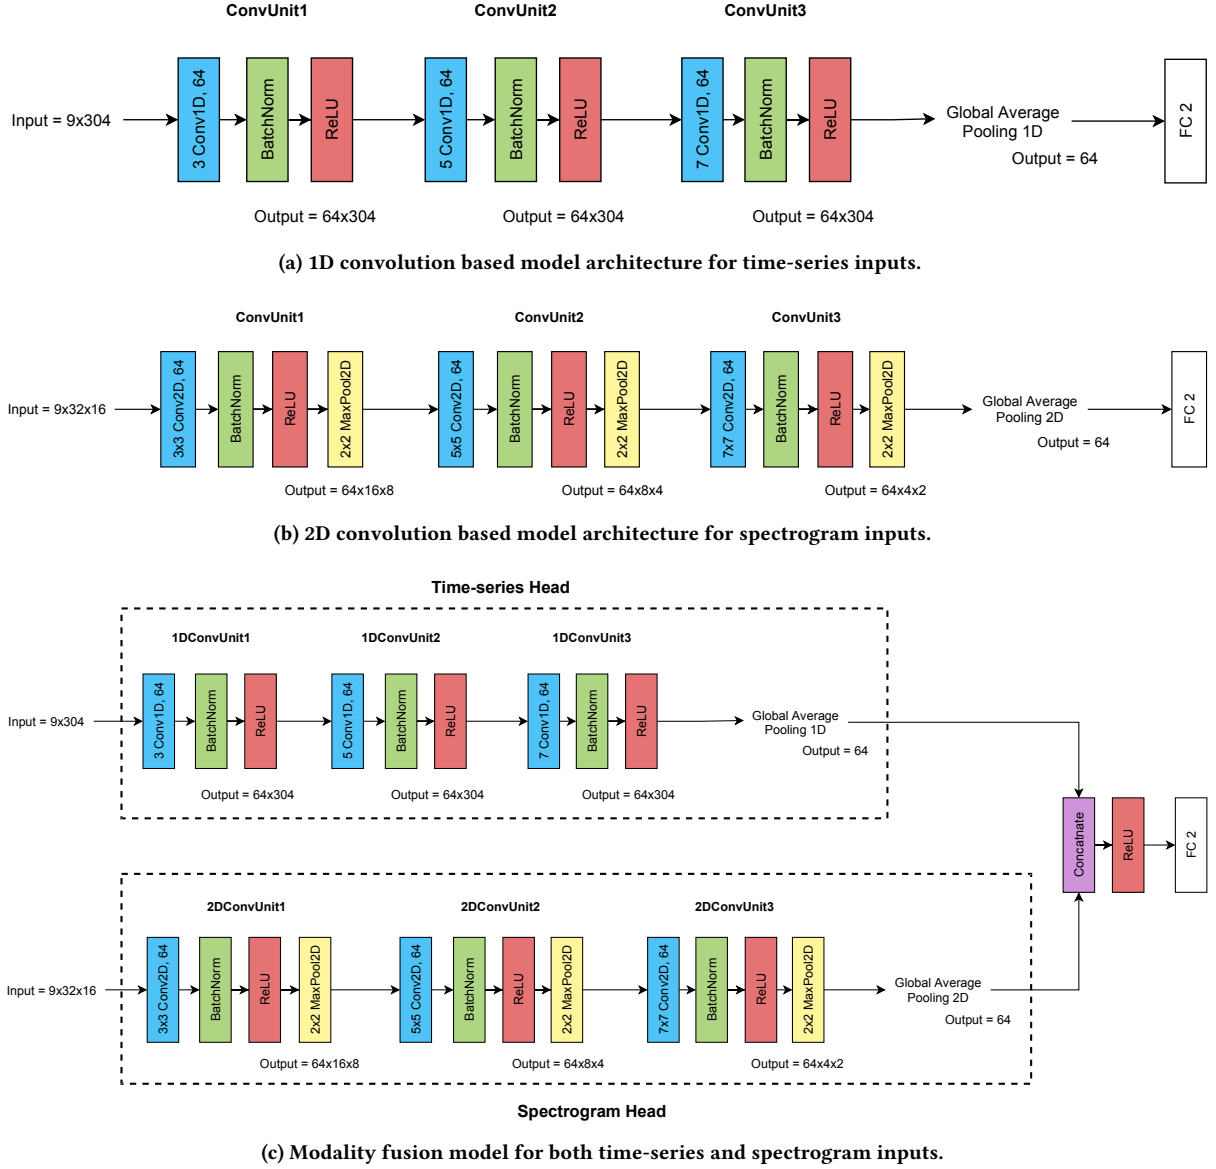 ConvUnit1
ConvUnit2
ConvUnit3
Input = 9x304
3 Conv1D, 64
BatchNorm
ReLU
5 Conv1D, 64
BatchNorm
ReLU
7 Conv1D, 64
BatchNorm
ReLU
Global Average
Pooling 1D
Output = 64
FC 2
Output = 64x304
Output = 64x304
Output = 64x304
(a) 1D convolution based model architecture for time-series inputs.
ConvUnit1
ConvUnit2
ConvUnit3
Input = 9x32x16
3x3 Conv2D, 64
BatchNorm
ReLU
2x2 MaxPool2D
5x5 Conv2D, 64
BatchNorm
ReLU
2x2 MaxPool2D
7x7 Conv2D, 64
BatchNorm
ReLU
2x2 MaxPool2D
Global Average
Pooling 2D
Output = 64
FC 2
Output = 64x16x8
Output = 64x8x4
Output = 64x4x2
(b) 2D convolution based model architecture for spectrogram inputs.
Time-series Head
1DConvUnit1
1DConvUnit2
1DConvUnit3
Input = 9x304
3 Conv1D, 64
BatchNorm
ReLU
5 Conv1D, 64
BatchNorm
ReLU
7 Conv1D, 64
BatchNorm
ReLU
Global Average
Pooling 1D
Output = 64
Output = 64x304
Output = 64x304
Output = 64x304
Concatnate
ReLU
FC 2
2DConvUnit1
2DConvUnit2
2DConvUnit3
Input = 9x32x16
3x3 Conv2D, 64
BatchNorm
ReLU
2x2 MaxPool2D
5x5 Conv2D, 64
BatchNorm
ReLU
2x2 MaxPool2D
7x7 Conv2D, 64
BatchNorm
ReLU
2x2 MaxPool2D
Global Average
Pooling 2D
Output = 64
Output = 64x16x8
Output = 64x8x4
Output = 64x4x2
Spectrogram Head
(c) Modality fusion model for both time-series and spectrogram inputs.